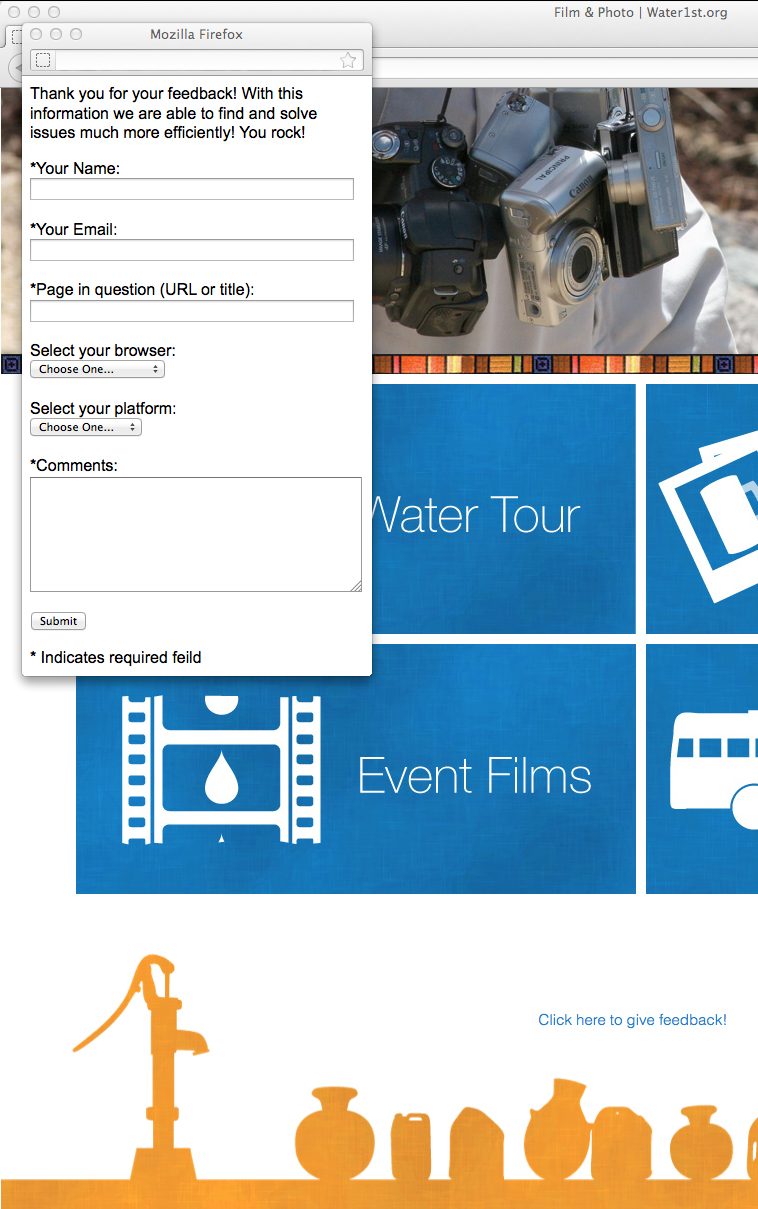 Film & Photo | Water1st.org
Mozilla Firefox
Thank you for your feedback! With this
information we are able to find and solve
issues much more efficiently! You rock!
*Your Name:
*Your Email:
*Page in question (URL or title):
Select your browser:
Choose One...
Select your platform:
Choose One...
*Comments:
Submit
* Indicates required feild
PRINCIPAL
Canon
Water Tour
Event Films
Click here to give feedback!